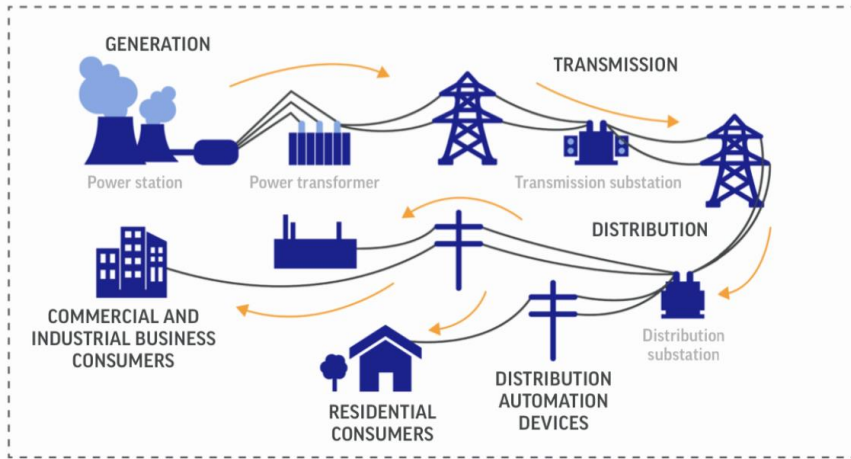 GENERATION
TRANSMISSION
Power station
Power transformer
Transmission substation
DISTRIBUTION
COMMERCIAL AND
INDUSTRIAL BUSINESS
CONSUMERS
Distribution
substation
DISTRIBUTION
AUTOMATION
DEVICES
RESIDENTIAL
CONSUMERS